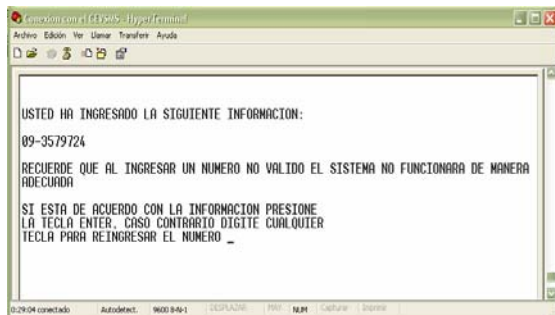 Conexion con el CEVSMS - HyperTerminal
Archivo Edición Ver Llamar Transferir Ayuda
USTED HA INGRESADO LA SIGUIENTE INFORMACION:
09-3579724
RECUERDE QUE AL INGRESAR UN NUMERO NO VALIDO EL SISTEMA NO FUNCIONARA DE MANERA
ADECUADA
SI ESTA DE ACUERDO CON LA INFORMACION PRESIONE
LA TECLA ENTER, CASO CONTRARIO DIGITE CUALQUIER
TECLA PARA REINGRESAR EL NUMERO _
0:29:04 conectado Autodetect. 9600 8-N-1 DESPLAZAR MAY NUM Capturar Imprimir